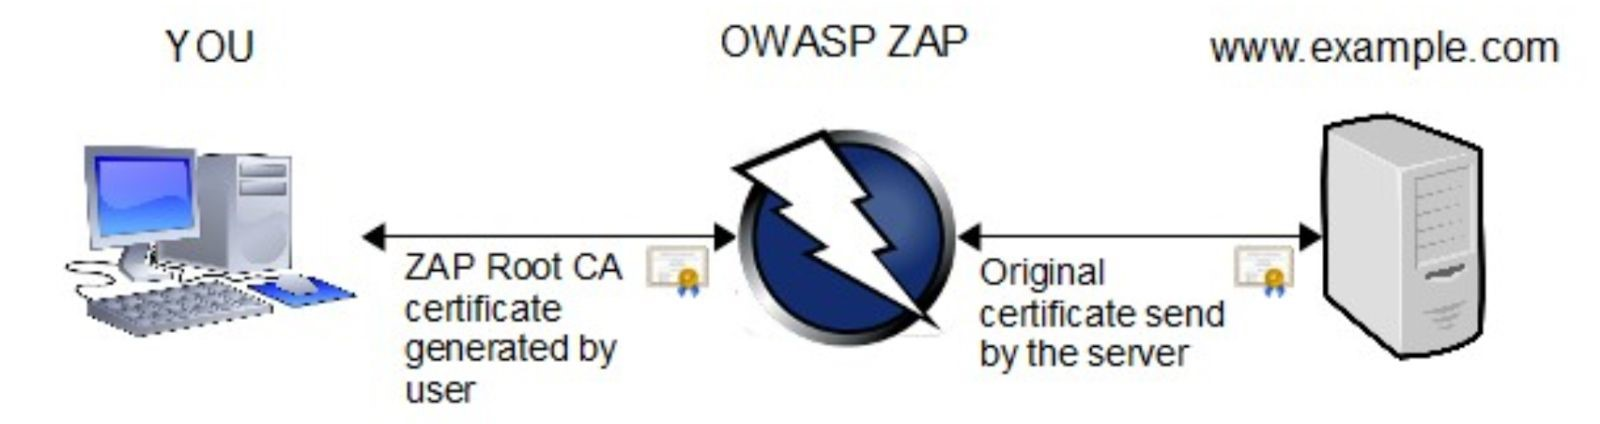 YOU
OWASP ZAP
www.example.com
ZAP Root CA
certificate
generated by
user
Original
certificate send
by the server